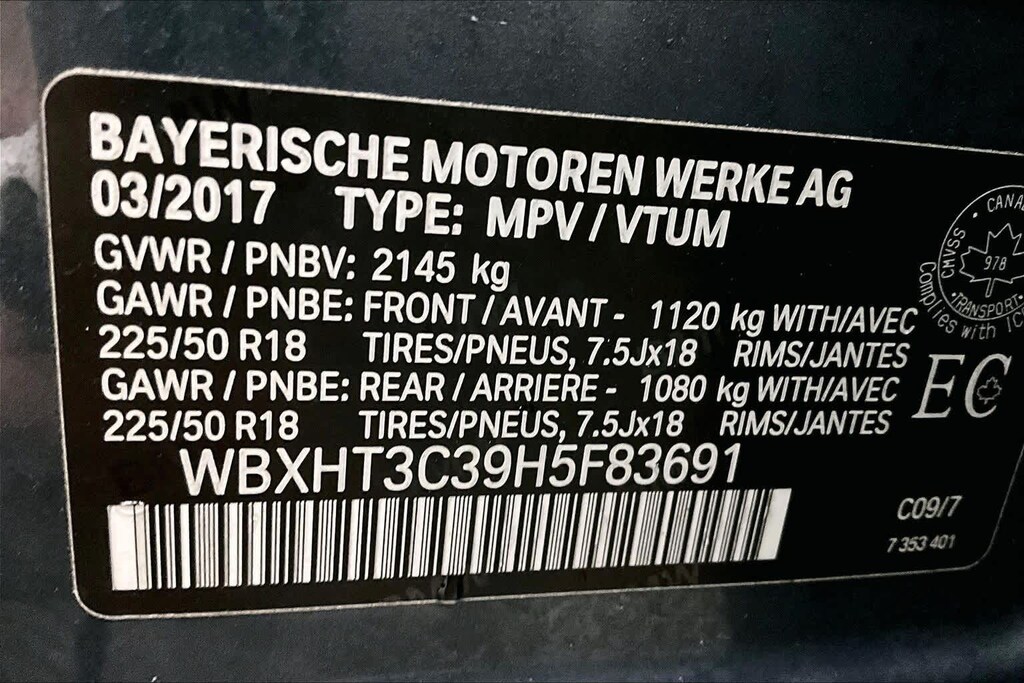 BAYERISCHE MOTOREN WERKE AG
03/2017 TYPE: MPV / VTUM
GVWR / PNBV: 2145 kg
GAWR / PNBE: FRONT / AVANT - 1120 kg WITH/AVEC
225/50 R18 TIRES/PNEUS, 7.5Jx18 RIMS/JANTES
GAWR / PNBE: REAR / ARRIERE - 1080 kg WITH/AVEC
225/50 R18 TIRES/PNEUS, 7.5Jx18 RIMS/JANTES
WBXHT3C39H5F83691
CMVSS
978
TRANSPORT
Complies with
EC
C09/7
7 353 401